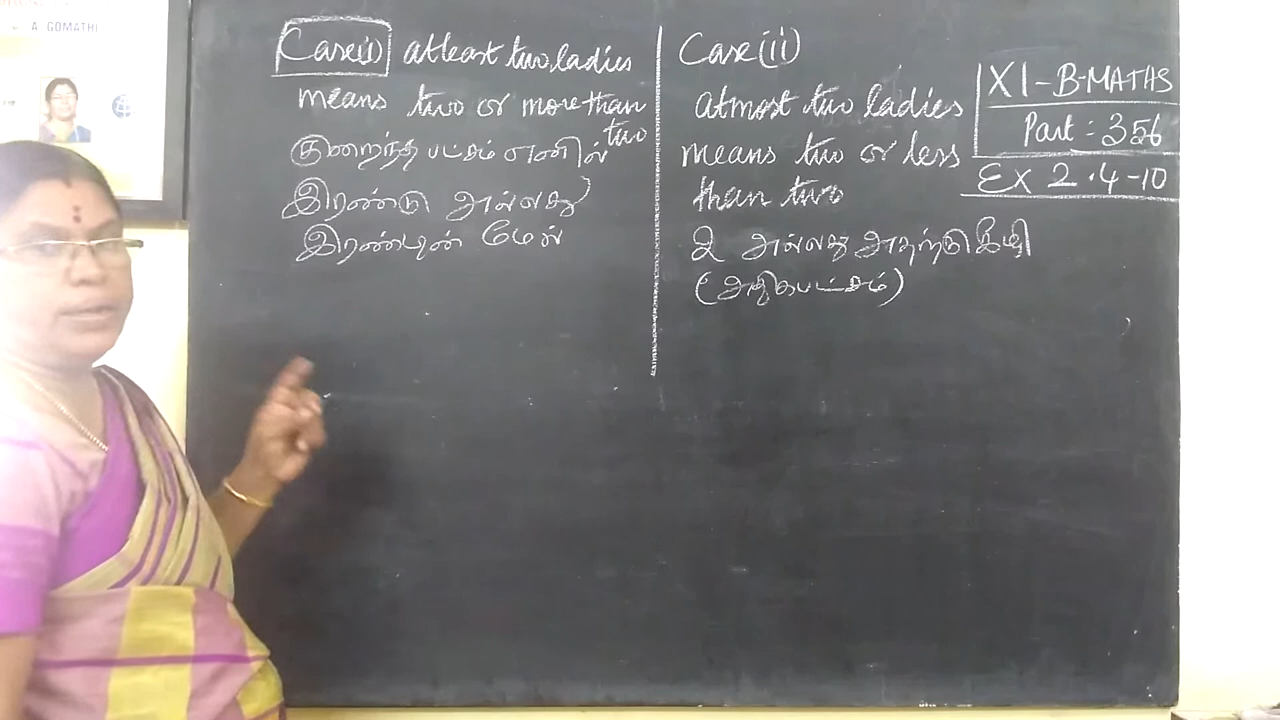 A. GOMATHI
Case(i) atleast two ladies
means two or more than
two
குறைந்த பட்சம் எனில்
இரண்டு அல்லது
இரண்டின் மேல்
Case(ii)
atmost two ladies
means two or less
than two
2 அல்லது அதற்கு கீழ்
(அதிகபட்சம்)
XI-B-MATHS
Part : 356
EX 2.4-10